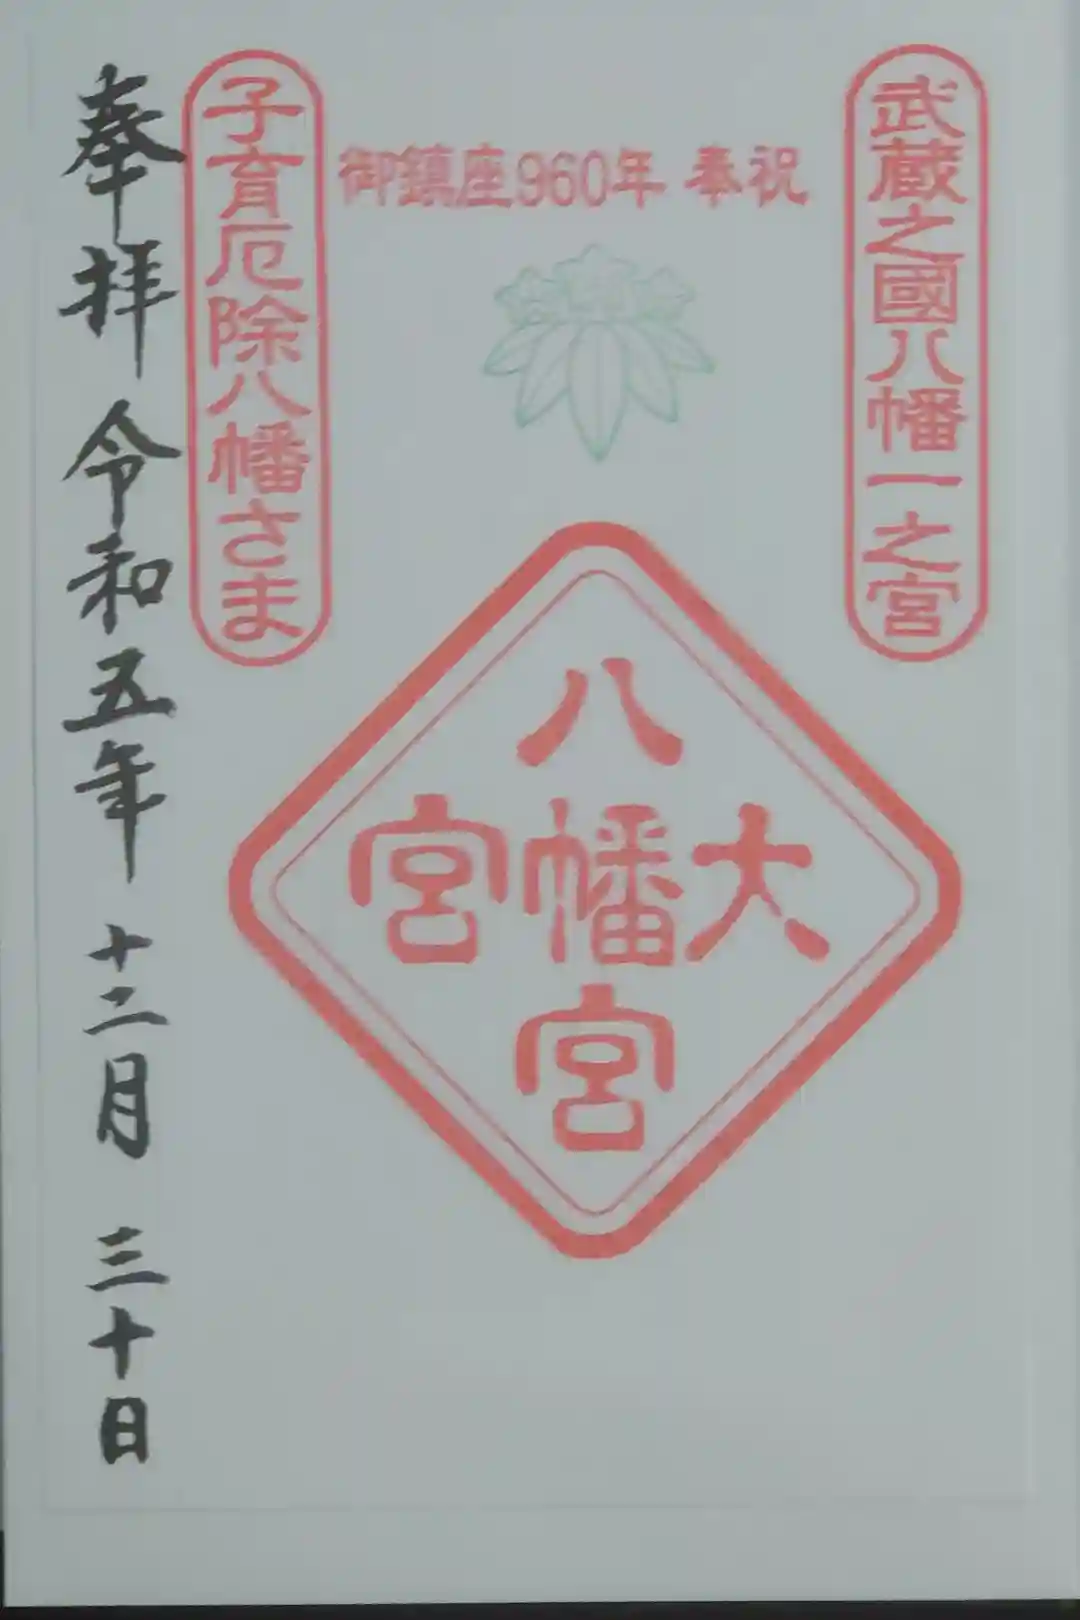 武蔵之國八幡一之宮
御鎮座960年 奉祝
八
大幡宮
宮
子育厄除八幡さま
奉拝 令和五年 十二月 三十日